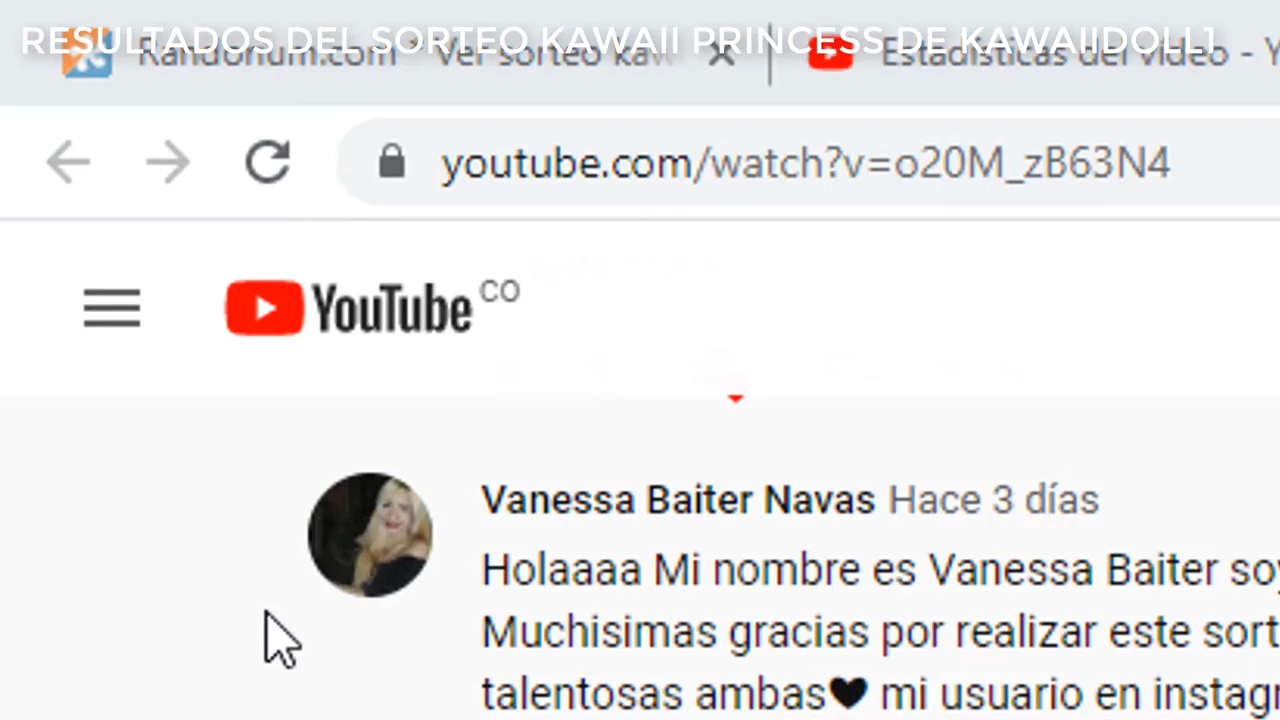 RESULTADOS DEL SORTEO KAWAII PRINCESS DE KAWAIIDOLL1
Randonum.com * Ver sorteo kaw
Estadísticas del vídeo - Y
youtube.com/watch?v=o20M_zB63N4
YouTube CO
Vanessa Baiter Navas Hace 3 días
Holaaaa Mi nombre es Vanessa Baiter soy
Muchisimas gracias por realizar este sort
talentosas ambas🖤 mi usuario en instagr